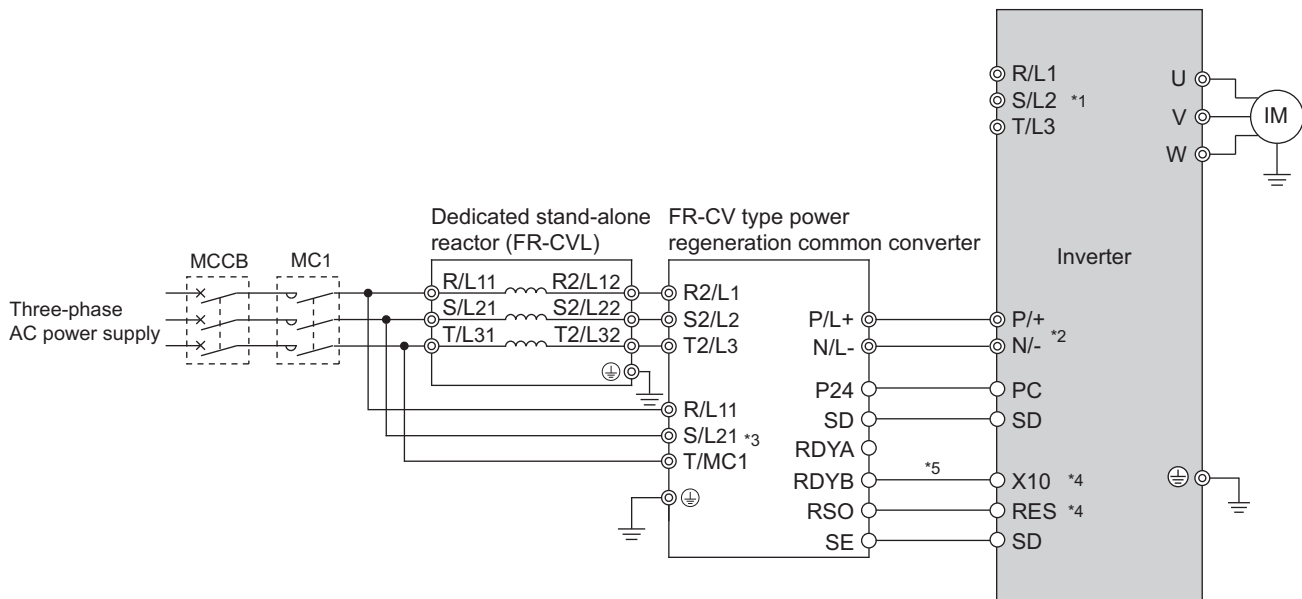 R/L1
S/L2 *1
T/L3
U
V
W
IM
Dedicated stand-alone
reactor (FR-CVL)
FR-CV type power
regeneration common converter
Inverter
MCCB
MC1
Three-phase
AC power supply
R/L11
R2/L12
S/L21
S2/L22
T/L31
T2/L32
R2/L1
S2/L2
T2/L3
R/L11
S/L21 *3
T/MC1
P/L+
N/L-
P24
SD
RDYA
RDYB
RSO
SE
*5
P/+
N/- *2
PC
SD
X10 *4
RES *4
SD